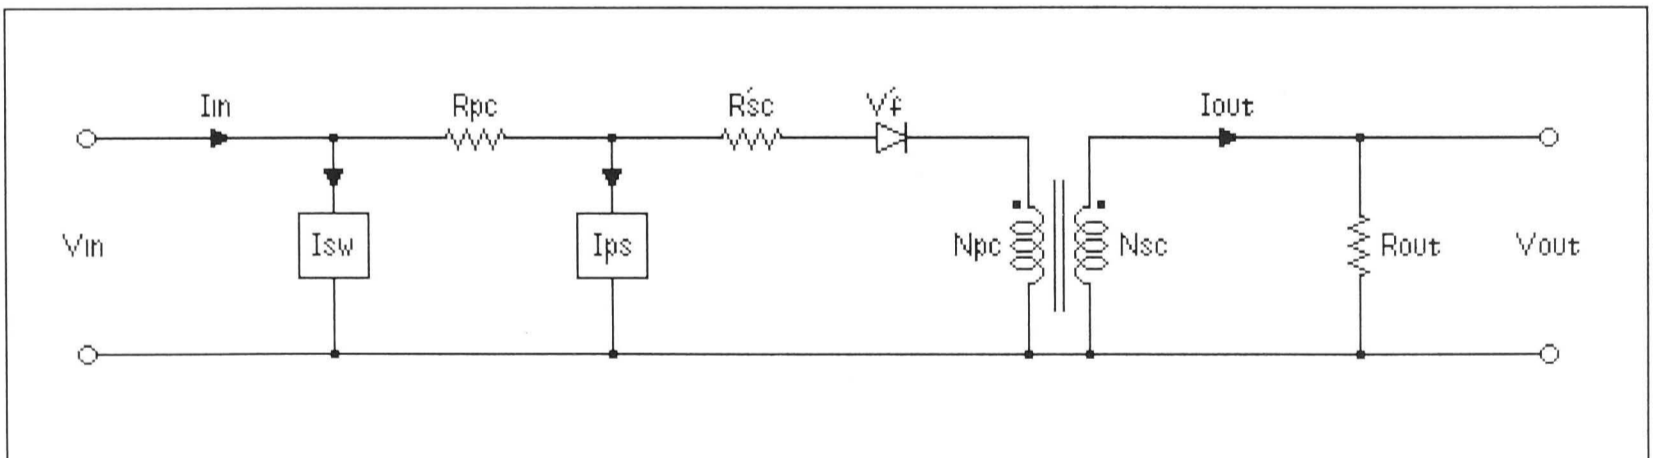 Iin
Rpc
R'sc
V'f
Iout
Vin
Isw
Ips
Npc
Nsc
Rout
Vout